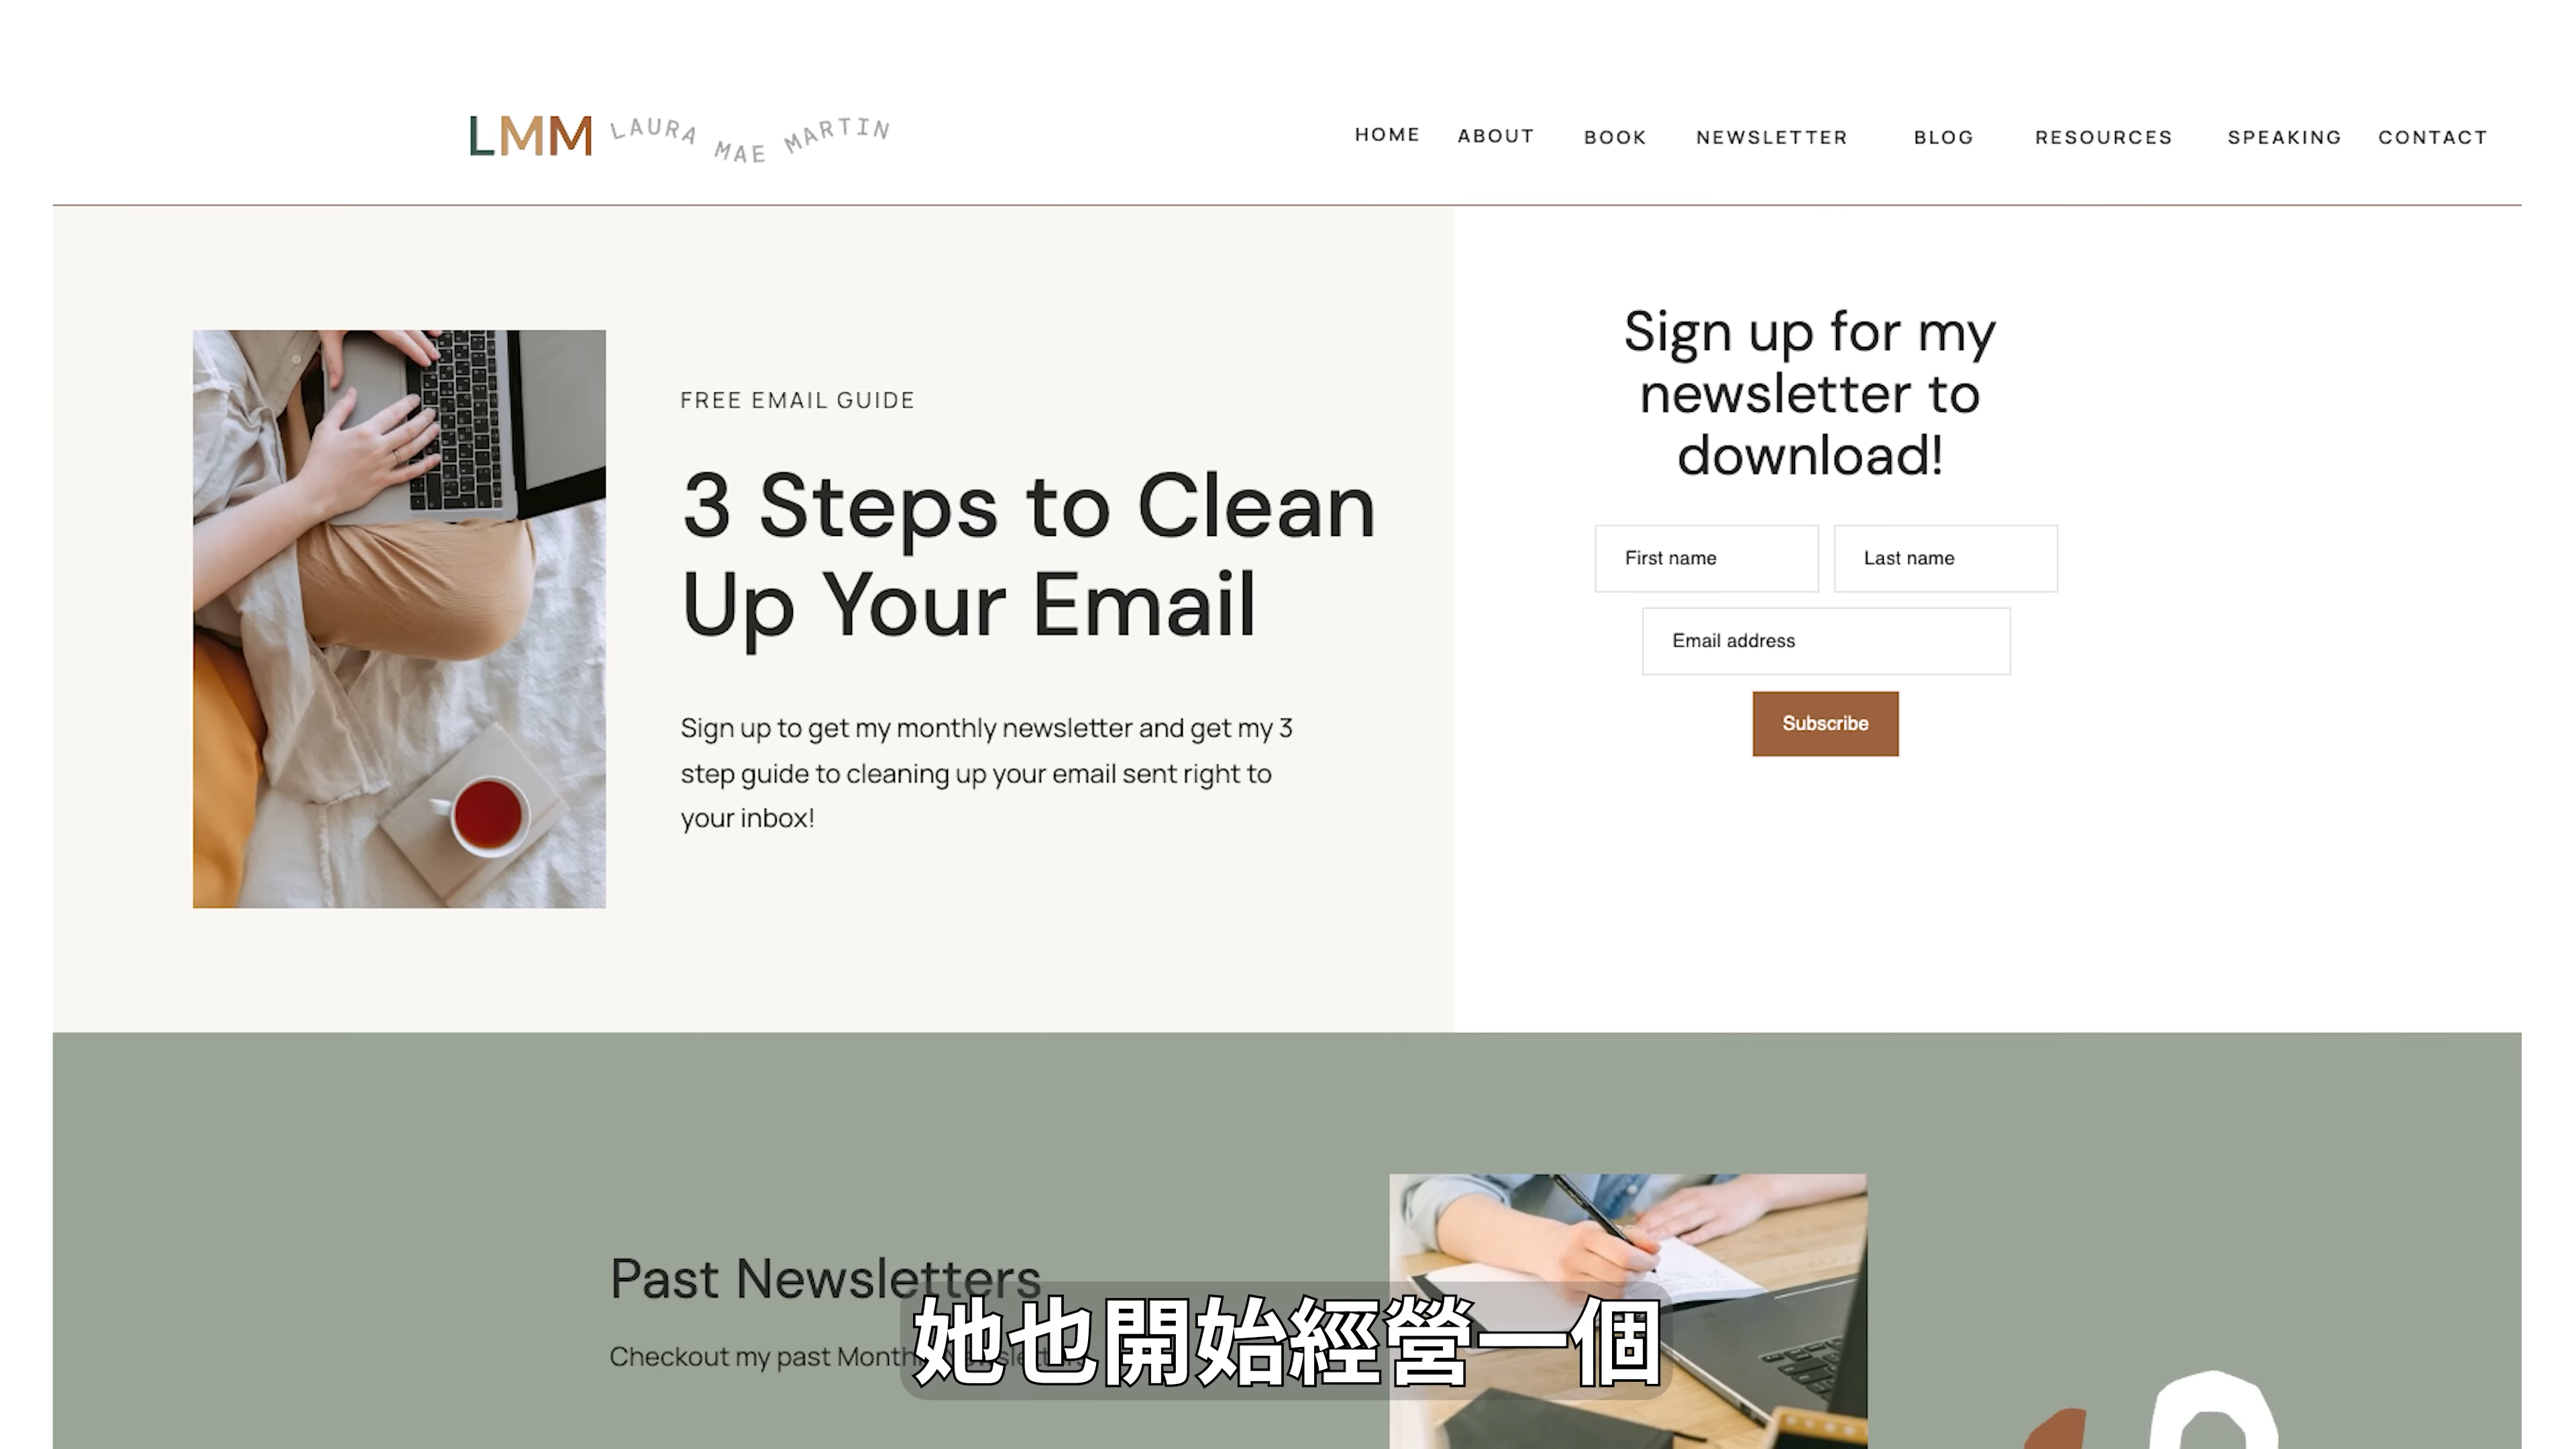 LMM LAURA MAE MARTIN
HOME ABOUT BOOK NEWSLETTER BLOG RESOURCES SPEAKING CONTACT
FREE EMAIL GUIDE
3 Steps to Clean
Up Your Email
Sign up to get my monthly newsletter and get my 3
step guide to cleaning up your email sent right to
your inbox!
Sign up for my
newsletter to
download!
First name
Last name
Email address
Subscribe
Past Newsletters
Checkout my past
她也開始經營一個